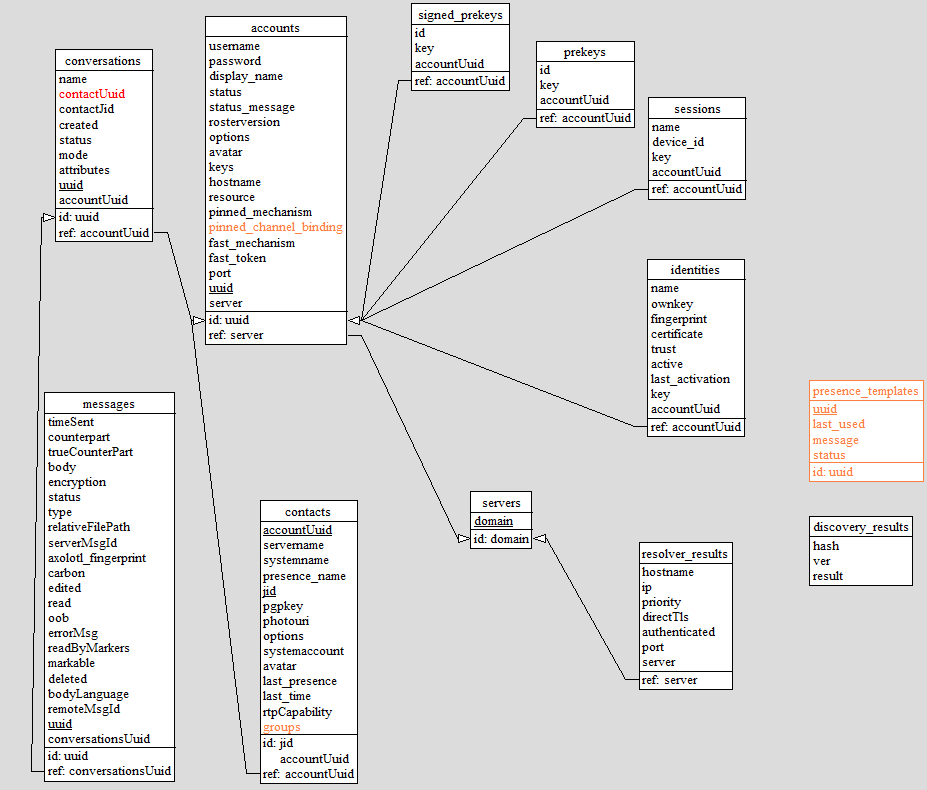 conversations
name
contactUuid
contactJid
created
status
mode
attributes
uuid
accountUuid
id: uuid
ref: accountUuid
accounts
username
password
display_name
status
status_message
rosterversion
options
avatar
keys
hostname
resource
pinned_mechanism
pinned_channel_binding
fast_mechanism
fast_token
port
uuid
server
id: uuid
ref: server
signed_prekeys
id
key
accountUuid
ref: accountUuid
prekeys
id
key
accountUuid
ref: accountUuid
sessions
name
device_id
key
accountUuid
ref: accountUuid
identities
name
ownkey
fingerprint
certificate
trust
active
last_activation
key
accountUuid
ref: accountUuid
presence_templates
uuid
last_used
message
status
id: uuid
messages
timeSent
counterpart
trueCounterPart
body
encryption
status
type
relativeFilePath
serverMsgId
axolotl_fingerprint
carbon
edited
read
oob
errorMsg
readByMarkers
markable
deleted
bodyLanguage
remoteMsgId
uuid
conversationsUuid
id: uuid
ref: conversationsUuid
contacts
accountUuid
servername
systemname
presence_name
jid
pgpkey
photouri
options
systemaccount
avatar
last_presence
last_time
rtpCapability
groups
id: jid
accountUuid
ref: accountUuid
servers
domain
id: domain
resolver_results
hostname
ip
priority
directTls
authenticated
port
server
ref: server
discovery_results
hash
ver
result